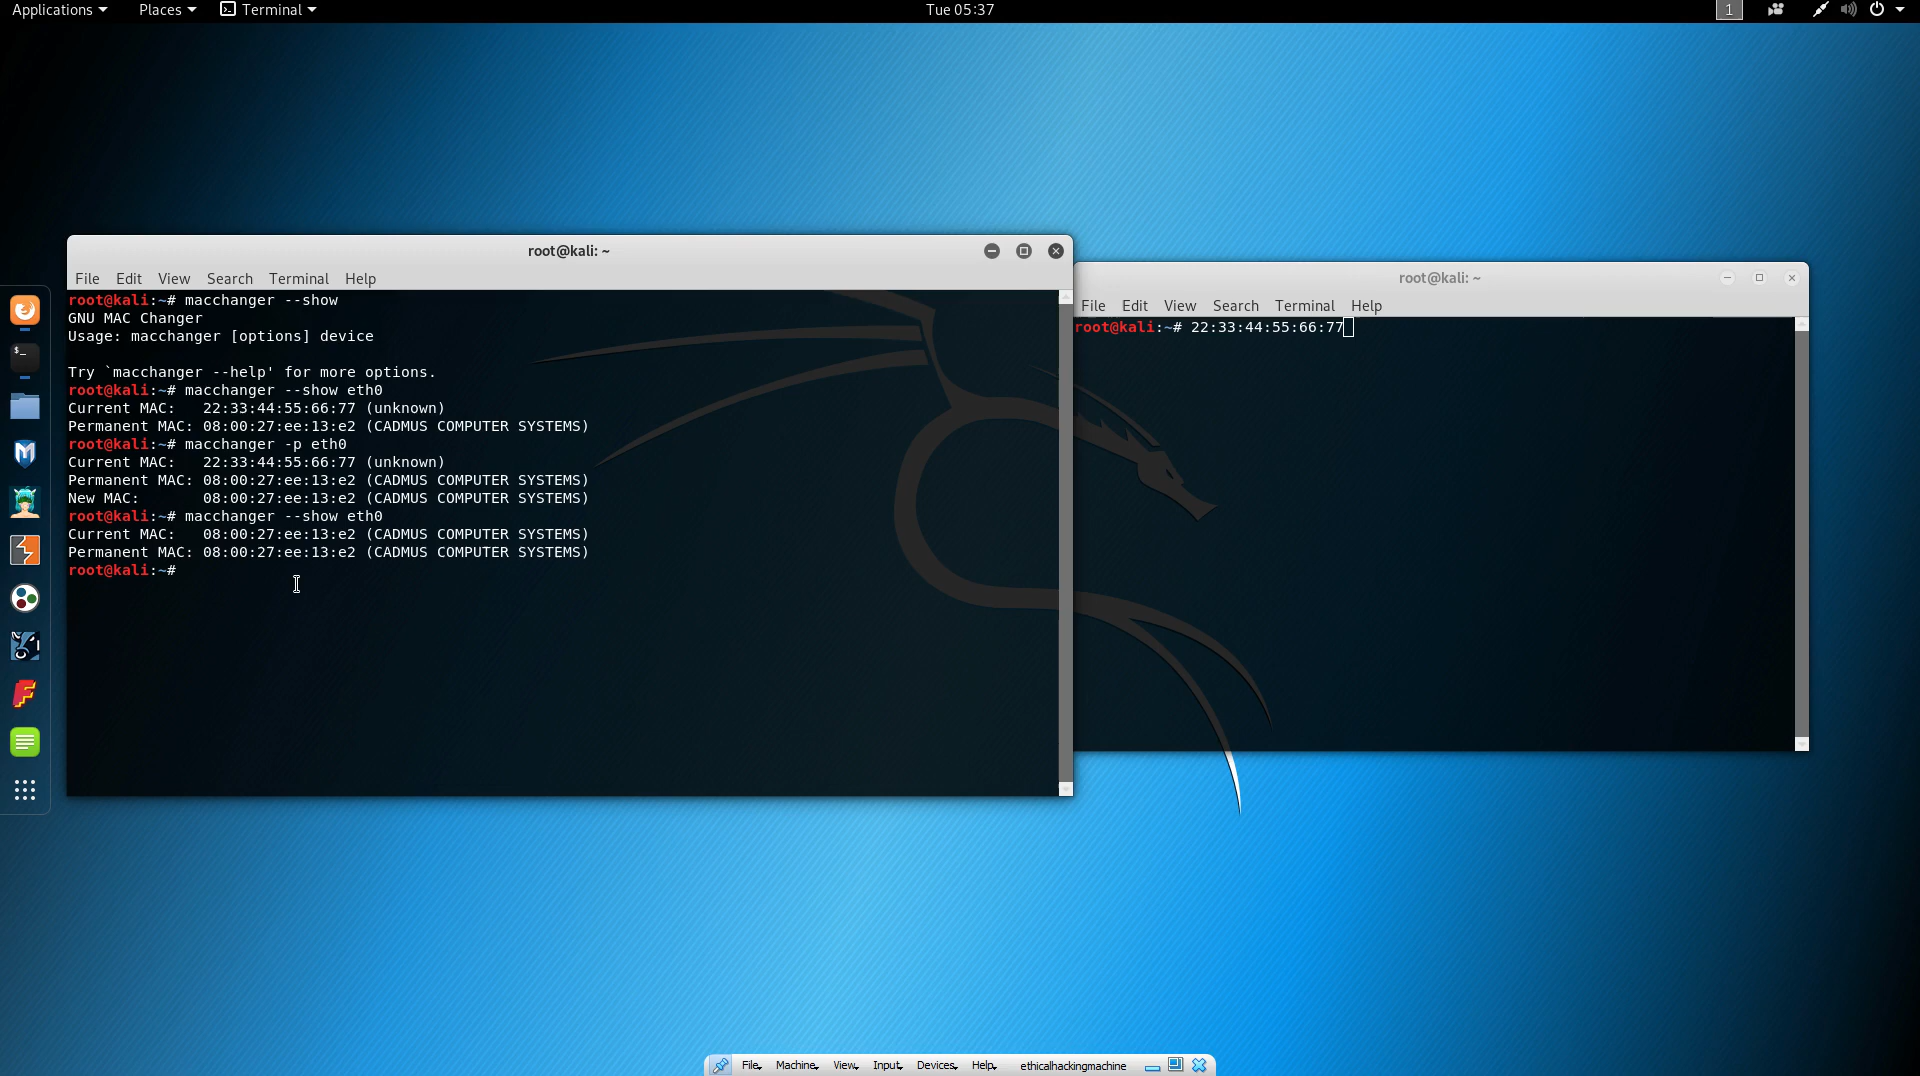 Applications Places Terminal Tue 05:37 1
root@kali: ~
File Edit View Search Terminal Help
root@kali:~# macchanger --show
GNU MAC Changer
Usage: macchanger [options] device
Try `macchanger --help' for more options.
root@kali:~# macchanger --show eth0
Current MAC:   22:33:44:55:66:77 (unknown)
Permanent MAC: 08:00:27:ee:13:e2 (CADMUS COMPUTER SYSTEMS)
root@kali:~# macchanger -p eth0
Current MAC:   22:33:44:55:66:77 (unknown)
Permanent MAC: 08:00:27:ee:13:e2 (CADMUS COMPUTER SYSTEMS)
New MAC:       08:00:27:ee:13:e2 (CADMUS COMPUTER SYSTEMS)
root@kali:~# macchanger --show eth0
Current MAC:   08:00:27:ee:13:e2 (CADMUS COMPUTER SYSTEMS)
Permanent MAC: 08:00:27:ee:13:e2 (CADMUS COMPUTER SYSTEMS)
root@kali:~#
root@kali: ~
File Edit View Search Terminal Help
root@kali:~# 22:33:44:55:66:77
File Machine View Input Devices Help ethicalhackingmachine